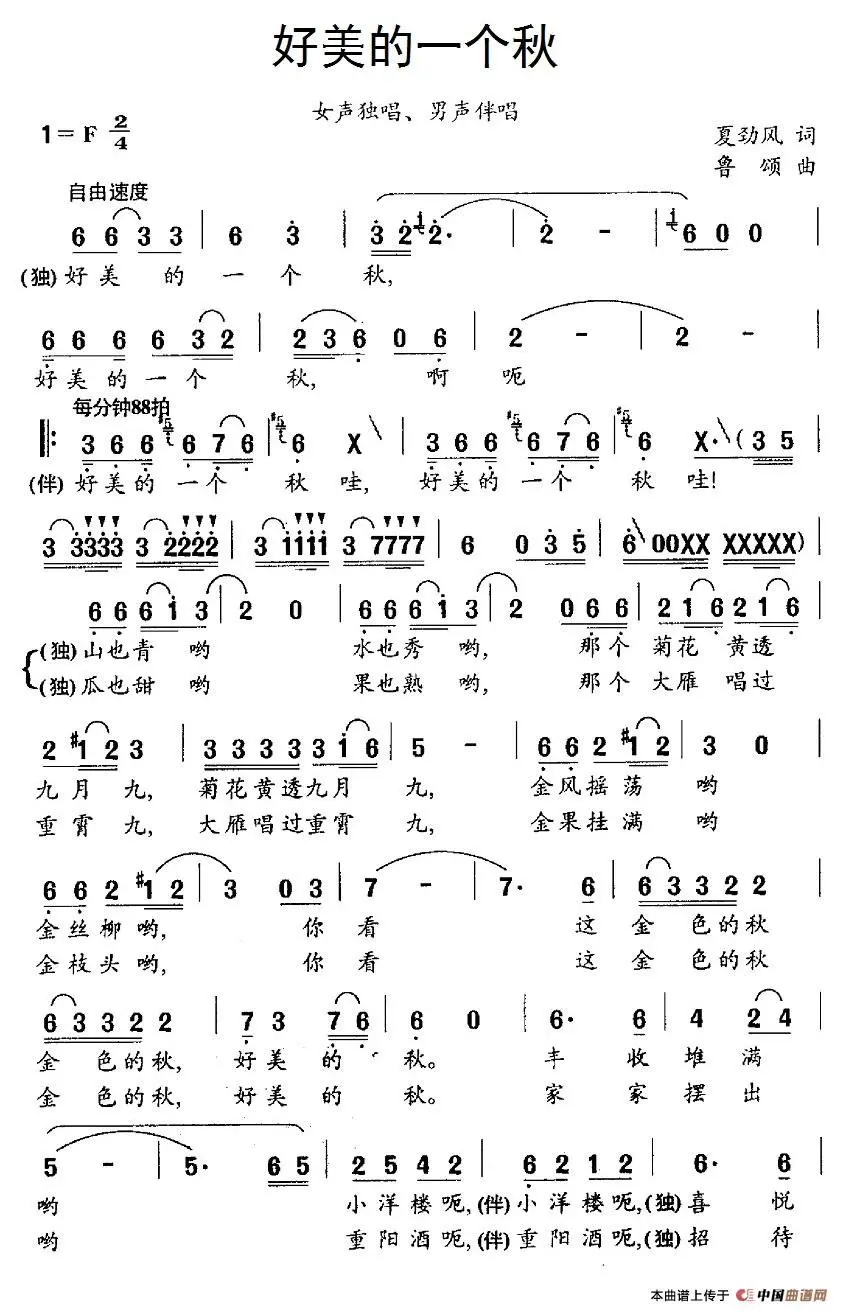 好美的一个秋
女声独唱、男声伴唱
1=F 2/4
夏劲风 词
鲁颂 曲
自由速度
6 6 3 3 | 6 3 | 3 2 1 2· | 2 - | 1 6 0 0 |
(独)好美 的 一 个 秋,
6 6 6 6 3 2 | 2 3 6 0 6 | 2 - | 2 - |
好美的一个 秋, 啊 呃
每分钟88拍
‖: 3 6 6 #5 6 7 6 | #5 6 X | 3 6 6 #5 6 7 6 | #5 6 X· (3 5 |
(伴)好美的一个 秋哇, 好美的一个 秋哇!
3 3333 3 2222 | 3 1111 3 7777 | 6 0 3 5 | 6 00XX XXXXX) |
6 6 6 1 3 | 2 0 | 6 6 6 1 3 | 2 0 6 6 | 2 1 6 2 1 6 |
(独)山也青 哟 水也秀哟, 那个菊花 黄透
(独)瓜也甜 哟 果也熟哟, 那个大雁 唱过
2 #1 2 3 | 3 3 3 3 3 1 6 | 5 - | 6 6 2 #1 2 | 3 0 |
九月九, 菊花黄透九月 九, 金风摇荡 哟
重霄九, 大雁唱过重霄 九, 金果挂满 哟
6 6 2 #1 2 | 3 0 3 | 7 - | 7· 6 | 6 3 3 2 2 |
金丝柳哟, 你看 这 金色的秋
金枝头哟, 你看 这 金色的秋
6 3 3 2 2 2 | 7 3 7 6 | 6 0 | 6· 6 | 4 2 4 |
金色的秋, 好美的 秋。 丰 收堆满
金色的秋, 好美的 秋。 家 家摆出
5 - | 5· 6 5 | 2 5 4 2 | 6 2 1 2 | 6· 6 |
哟 小洋楼呃,(伴)小洋楼呃,(独)喜 悦
哟 重阳酒呃,(伴)重阳酒呃,(独)招 待
本曲谱上传于 中国曲谱网